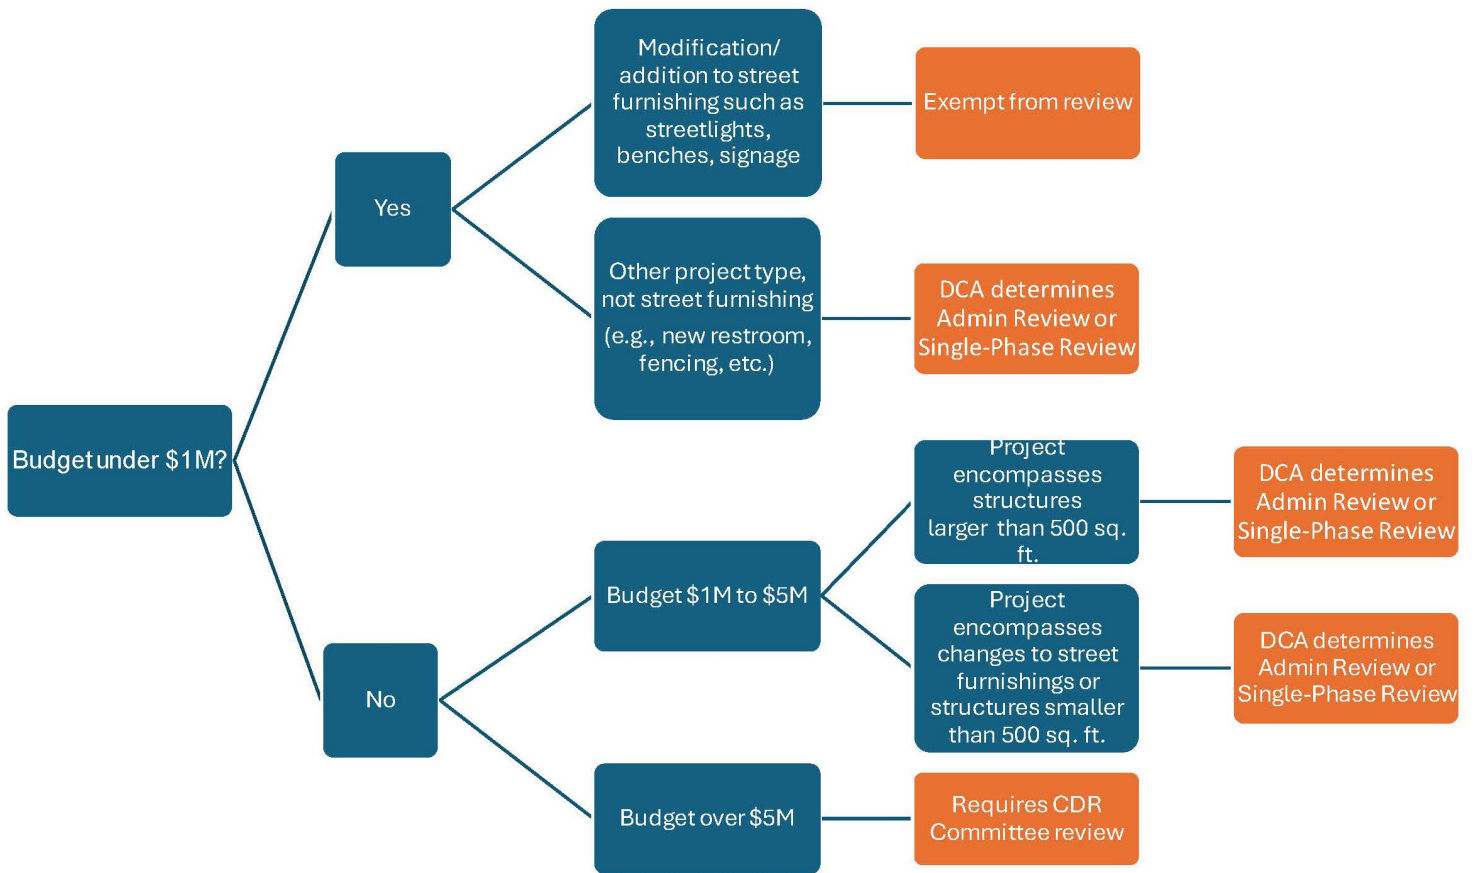 Modification/
addition to street
furnishing such as
streetlights,
benches, signage
Exempt from review
Yes
Other project type,
not street furnishing
(e.g., new restroom,
fencing, etc.)
DCA determines
Admin Review or
Single-Phase Review
Budget under $1M?
Project
encompasses
structures
larger than 500 sq.
ft.
DCA determines
Admin Review or
Single-Phase Review
Budget $1M to $5M
Project
encompasses
changes to street
furnishings or
structures smaller
than 500 sq. ft.
DCA determines
Admin Review or
Single-Phase Review
No
Budget over $5M
Requires CDR
Committee review